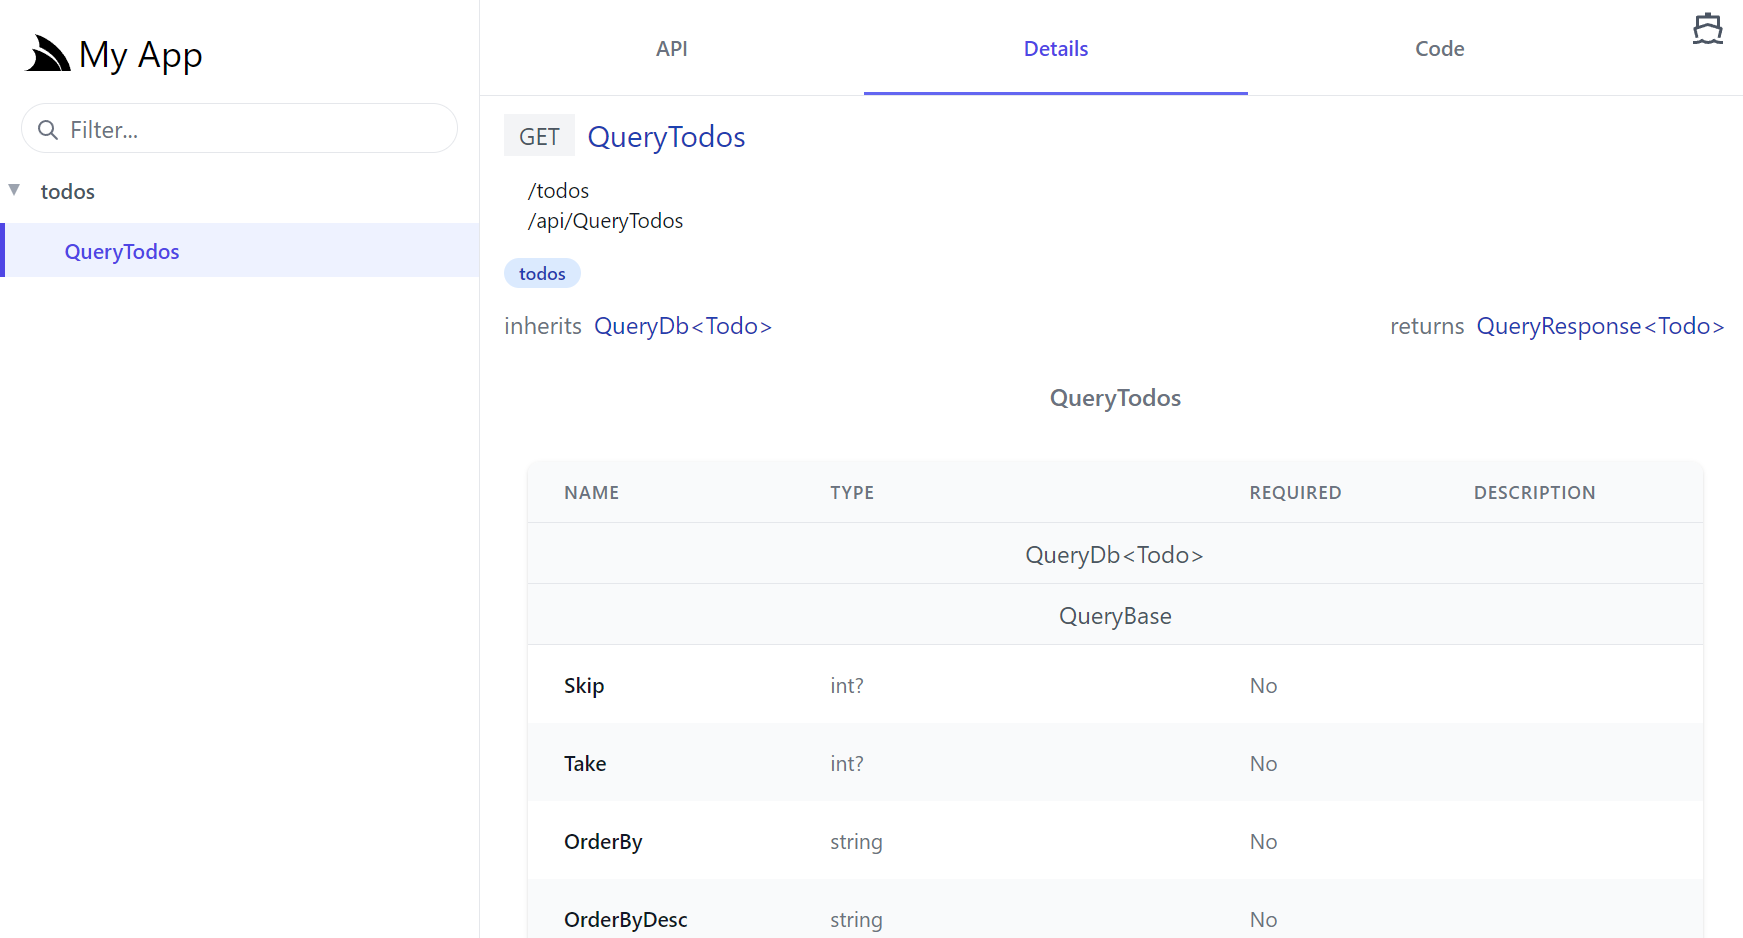 My App
Filter...
todos
QueryTodos
API Details Code
GET QueryTodos
/todos
/api/QueryTodos
todos
inherits QueryDb<Todo> returns QueryResponse<Todo>
QueryTodos
NAME TYPE REQUIRED DESCRIPTION
QueryDb<Todo>
QueryBase
Skip int? No
Take int? No
OrderBy string No
OrderByDesc string No